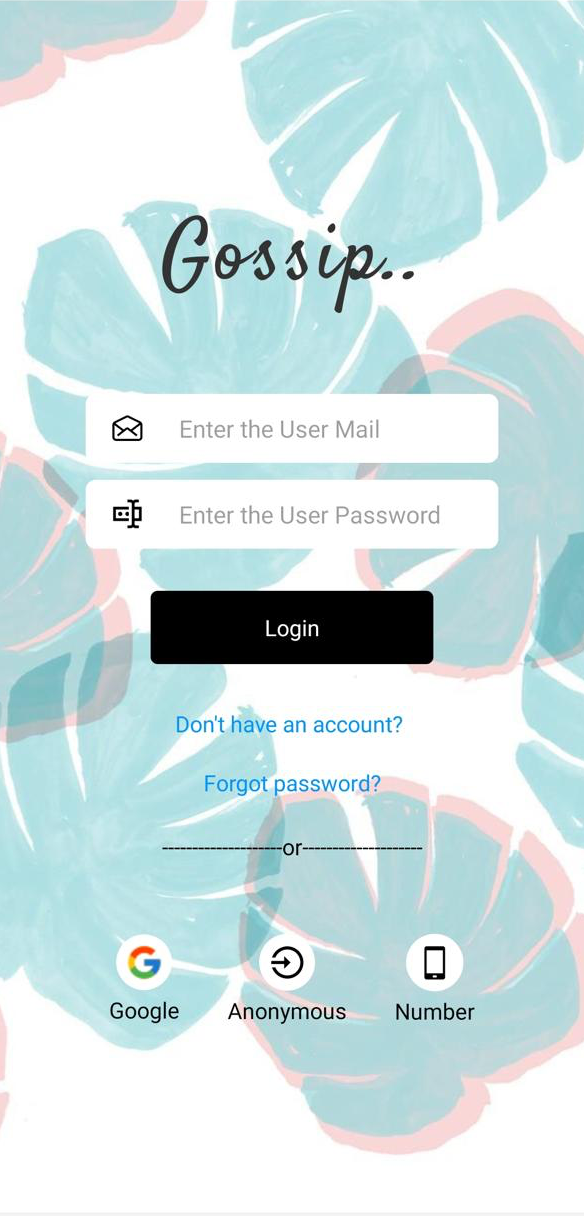 Gossip..
Enter the User Mail
Enter the User Password
Login
Don't have an account?
Forgot password?
--------------------or--------------------
Google Anonymous Number